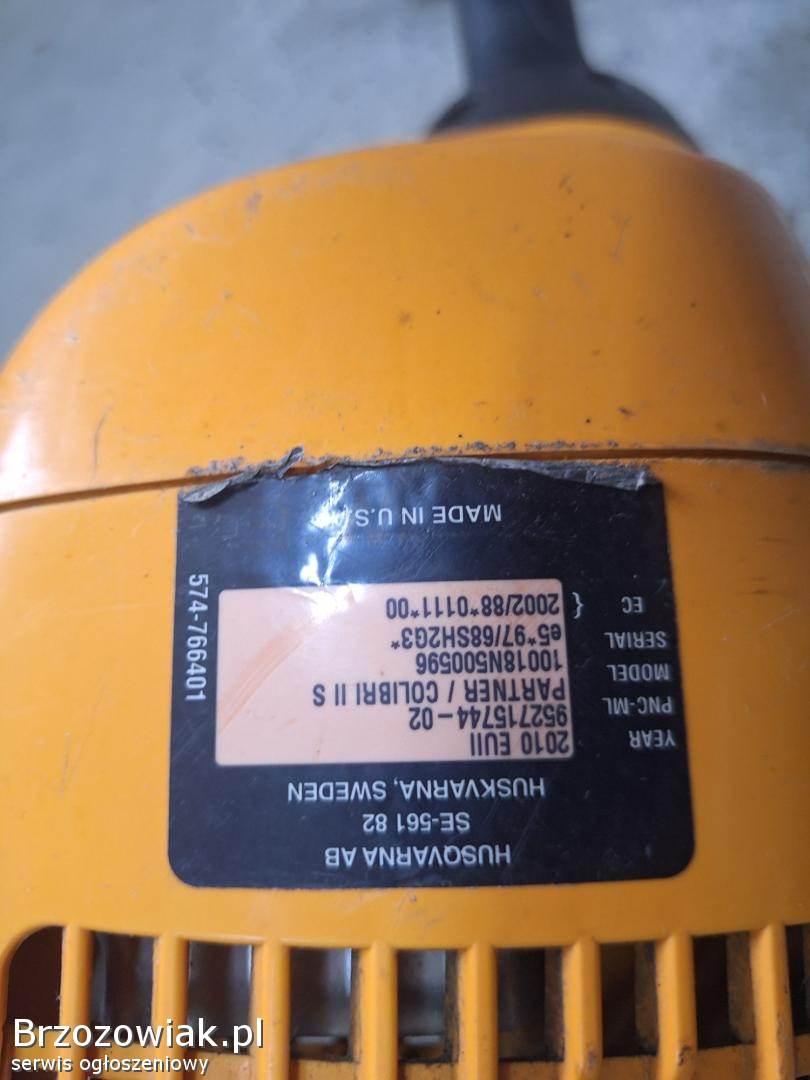 HUSQVARNA AB
SE-561 82
HUSKVARNA, SWEDEN
YEAR 2010 EUII
PNC-ML 952715744-02
MODEL PARTNER / COLIBRI II S
SERIAL 10018N500596
EC { e5*97/68SH2G3*
2002/88*0111*00
574-766401
MADE IN U.S.A
Brzozowiak.pl
serwis ogłoszeniowy